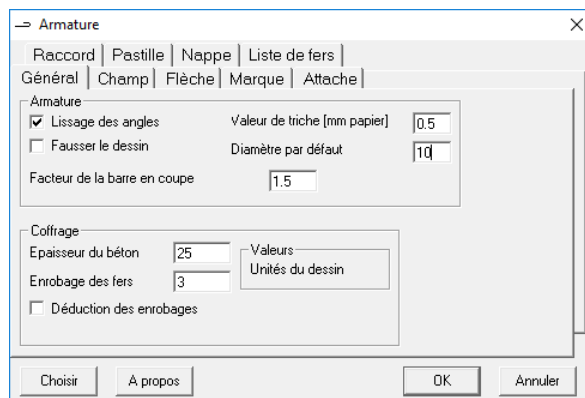 Armature
Raccord Pastille Nappe Liste de fers
Général Champ Flèche Marque Attache
Armature
Lissage des angles Valeur de triche [mm papier] 0.5
Fausser le dessin Diamètre par défaut 10
Facteur de la barre en coupe 1.5
Coffrage
Epaisseur du béton 25 Valeurs
Unités du dessin
Enrobage des fers 3
Déduction des enrobages
Choisir A propos OK Annuler